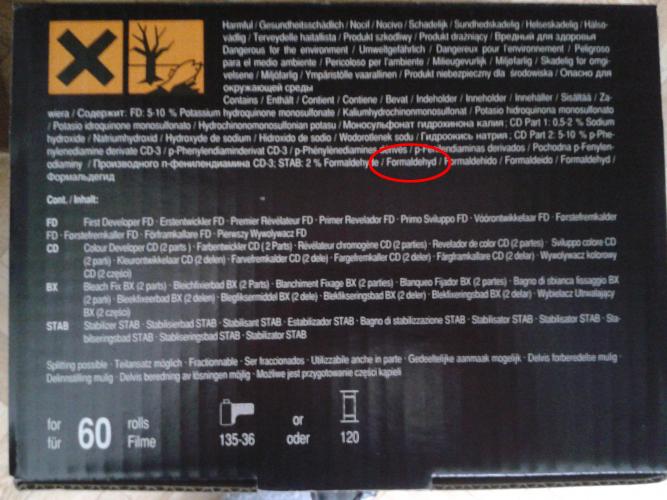 Harmful / Gesundheitsschädlich / Nocif / Nocivo / Schadelijk / Sundhedskadelig / Helseskadelig / Hälso-
vådlig / Terveydelle haitallista / Produkt szkodliwy / Produkt drażniący / Вредный для здоровья
Dangerous for the environment / Umweltgefährlich / Dangereux pour l'environnement / Peligroso
para el medio ambiente / Pericoloso per l'ambiente / Milieugevurlijk / Miljøfarlig / Skadelig for omgi-
velsene / Miljöfarlig / Ympäristölle vaarallinen / Produkt niebezpieczny dla środowiska / Опасно для
окружающей среды
Contains / Enthält / Contient / Contiene / Bevat / Indeholder / Inneholder / Innehåller / Sisältää / Za-
wiera / Содержит: FD: 5-10 % Potassium hydroquinone monosulfonate / Kaliumhydrochinonmonosulfonat / Potasio hidroquinona monosulfonato
/ Potasio idroquinone monosulfonato / Hydrochinonomonosulfonian potasu / Моносульфонат гидрохинона калия; CD Part 1: 0.5-2 % Sodium
hydroxide / Natriumhydroxid / Hydroxyde de sodium / Hidroxido de sodio / Wodorotlenek sodu / Гидроокись натрия; CD Part 2: 5-10 % p-Phe-
nylenediamine derivate CD-3 / p-Phenylendiaminderivat CD-3 / p-Phénylènediamines dérivés / p-Fenilendiaminas derivados / Pochodna p-Fenylen-
odiaminy / Производного п-фенилендиамина CD-3; STAB: 2 % Formaldehyde / Formaldehyd / Formaldehido / Formaldeido / Formaldehyd /
Формальдегид
Cont. / Inhalt:
FD First Developer FD · Erstentwickler FD · Premier Révélateur FD · Primer Revelador FD · Primo Sviluppo FD · Vóórontwikkelaar FD · Førstefremkalder
FD · Førstefremkaller FD · Förframkallare FD · Pierwszy Wywolywacz FD
CD Colour Developer CD (2 parts) · Farbentwickler CD (2 Parts) · Révélateur chromogène CD (2 parties) · Revelador de color CD (2 partes) · Sviluppo colore CD
(2 parti) · Kleurontwikkelaar CD (2 delen) · Farvefremkalder CD (2 dele) · Fargefremkaller CD (2 deler) · Färgframkallare CD (2 delar) · Wywolywacz kolorowy
CD (2 części)
BX Bleach Fix BX (2 parts) · Bleichfixierbad BX (2 Parts) · Blanchiment Fixage BX (2 parties) · Blanqueo Fijador BX (2 partes) · Bagno di sbianca fissaggio BX
(2 parti) · Bleekfixeerbad BX (2 delen) · Blegfiksermiddel BX (2 dele) · Blekfikseringsbad BX (2 deler) · Blekfixeringsbad BX (2 delar) · Wybielacz Utrwalający
BX (2 części)
STAB Stabilizer STAB · Stabilisierbad STAB · Stabilisant STAB · Estabilizador STAB · Bagno di stabilizzazione STAB · Stabilisator STAB · Stabilisator STAB · Sta-
biliseringsbad STAB · Stabiliseringsbad STAB · Stabilizator STAB
Splitting possible · Teilansatz möglich · Fractionnable · Ser fraccionados · Utilizzabile anche in parte · Gedeeltelijke aanmaak mogelijk · Delvis forberedelse mulig ·
Delinnstilling mulig · Delvis beredning av lösningen möjlig · Możliwe jest przygotowanie części kąpieli
for 60 rolls or
für Filme 135-36 oder 120